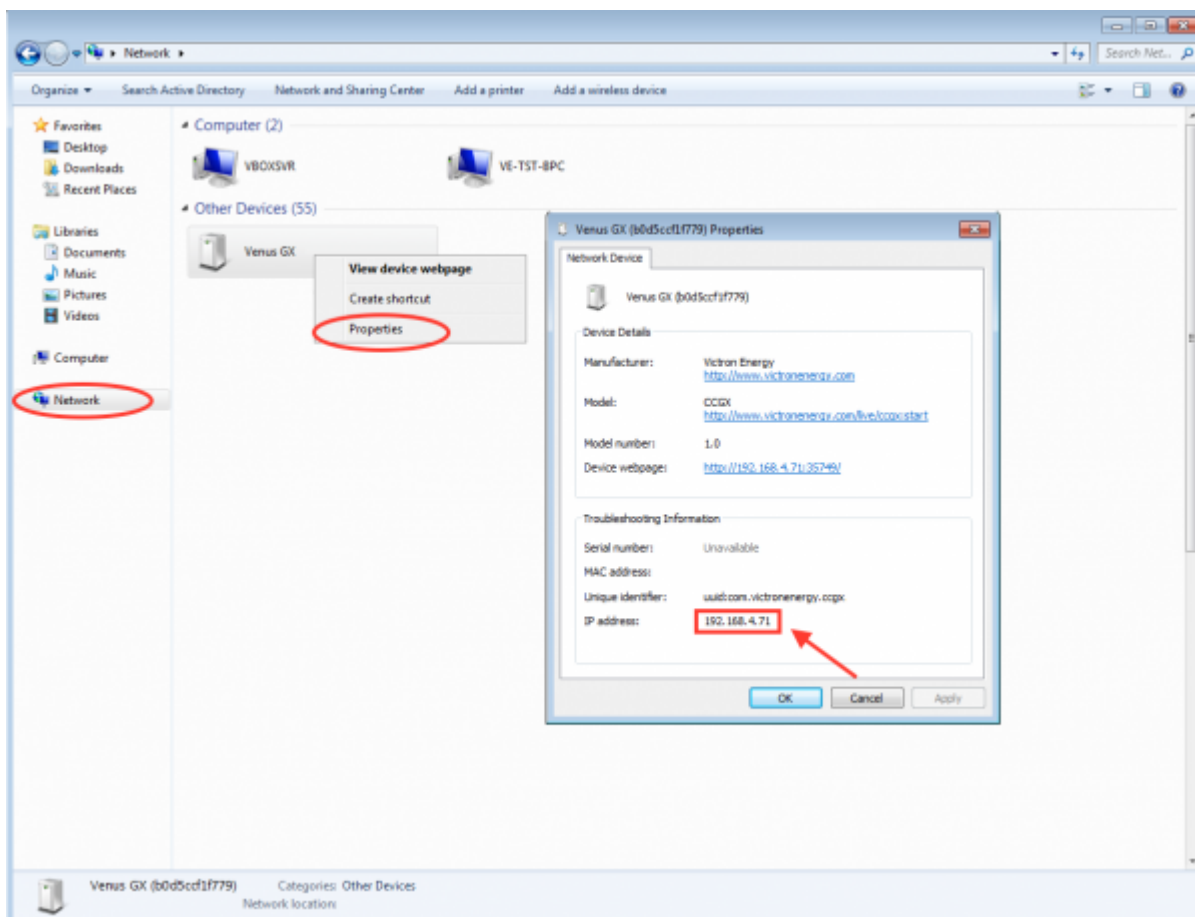 Network
Search Net...
Organize
Search Active Directory
Network and Sharing Center
Add a printer
Add a wireless device
Favorites
Desktop
Downloads
Recent Places
Libraries
Documents
Music
Pictures
Videos
Computer
Network
Computer (2)
VBOXSVR
VE-TST-8PC
Other Devices (55)
Venus GX
View device webpage
Create shortcut
Properties
Venus GX (b0d5ccf1f779) Properties
Network Device
Venus GX (b0d5ccf1f779)
Device Details
Manufacturer: Victron Energy
http://www.victronenergy.com
Model: CCGX
http://www.victronenergy.com/live/ccgx:start
Model number: 1.0
Device webpage: http://192.168.4.71:35749/
Troubleshooting Information
Serial number: Unavailable
MAC address:
Unique identifier: uuid:com.victronenergy.ccgx
IP address: 192.168.4.71
OK
Cancel
Apply
Venus GX (b0d5ccf1f779)
Categories: Other Devices
Network location: